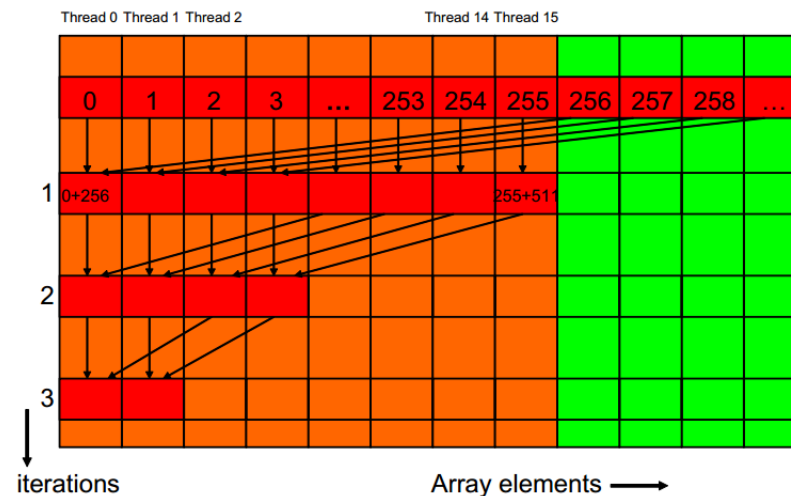 Thread 0 Thread 1 Thread 2 Thread 14 Thread 15
0 1 2 3 ... 253 254 255 256 257 258 ...
1 0+256 255+511
2
3
iterations Array elements